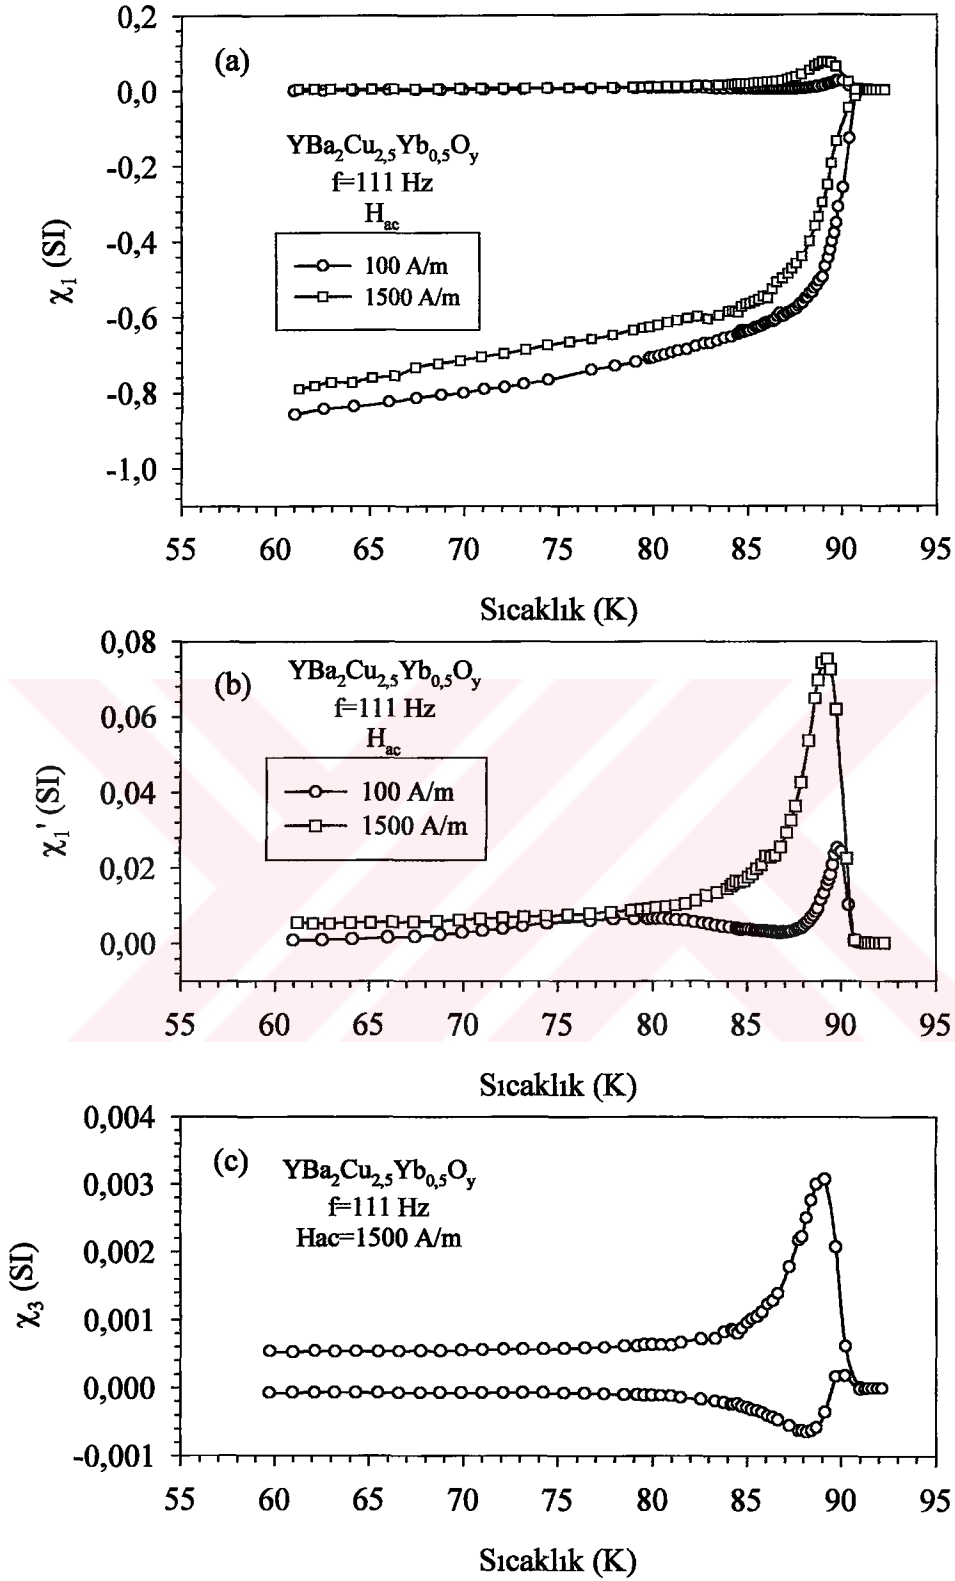 (a)
YBa₂Cu₂,₅Yb₀,₅Oᵧ
f=111 Hz
Hac
100 A/m
1500 A/m
χ₁ (SI)
0,2
0,0
-0,2
-0,4
-0,6
-0,8
-1,0
55 60 65 70 75 80 85 90 95
Sıcaklık (K)
(b)
YBa₂Cu₂,₅Yb₀,₅Oᵧ
f=111 Hz
Hac
100 A/m
1500 A/m
χ₁' (SI)
0,08
0,06
0,04
0,02
0,00
55 60 65 70 75 80 85 90 95
Sıcaklık (K)
(c)
YBa₂Cu₂,₅Yb₀,₅Oᵧ
f=111 Hz
Hac=1500 A/m
χ₃ (SI)
0,004
0,003
0,002
0,001
0,000
-0,001
55 60 65 70 75 80 85 90 95
Sıcaklık (K)